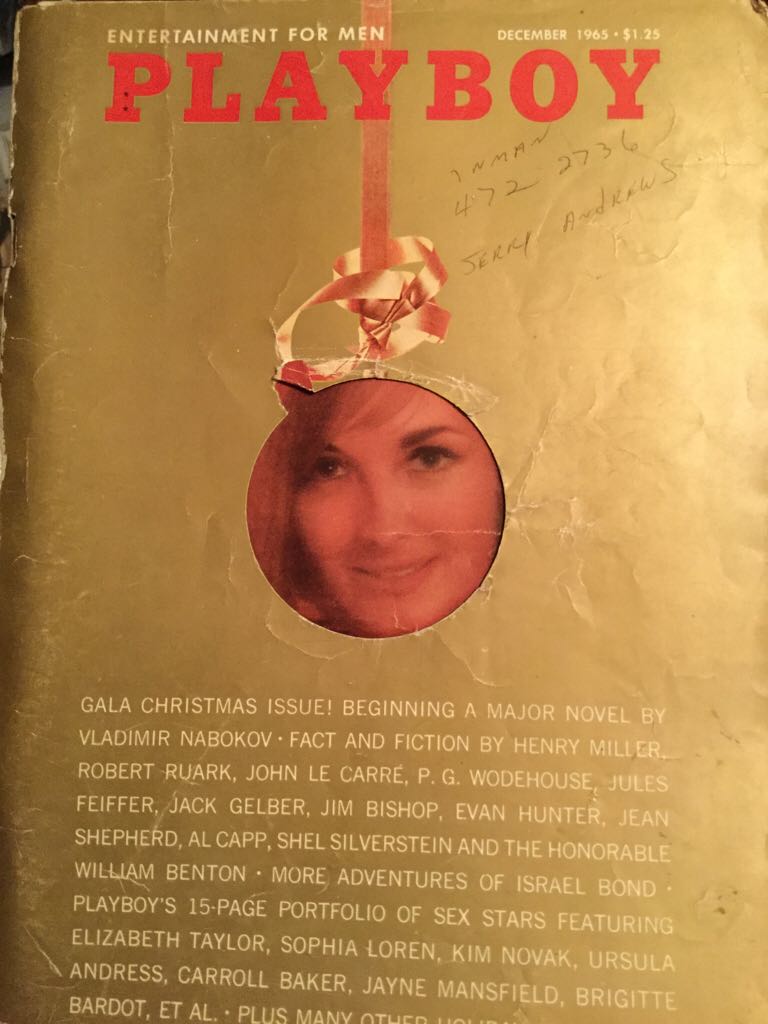 ENTERTAINMENT FOR MEN
DECEMBER 1965 • $1.25
PLAYBOY
INMAN
472 2736
JERRY ANDREWS
GALA CHRISTMAS ISSUE! BEGINNING A MAJOR NOVEL BY
VLADIMIR NABOKOV • FACT AND FICTION BY HENRY MILLER,
ROBERT RUARK, JOHN LE CARRÉ, P. G. WODEHOUSE, JULES
FEIFFER, JACK GELBER, JIM BISHOP, EVAN HUNTER, JEAN
SHEPHERD, AL CAPP, SHEL SILVERSTEIN AND THE HONORABLE
WILLIAM BENTON • MORE ADVENTURES OF ISRAEL BOND •
PLAYBOY'S 15-PAGE PORTFOLIO OF SEX STARS FEATURING
ELIZABETH TAYLOR, SOPHIA LOREN, KIM NOVAK, URSULA
ANDRESS, CARROLL BAKER, JAYNE MANSFIELD, BRIGITTE
BARDOT, ET AL. • PLUS MANY OTHER